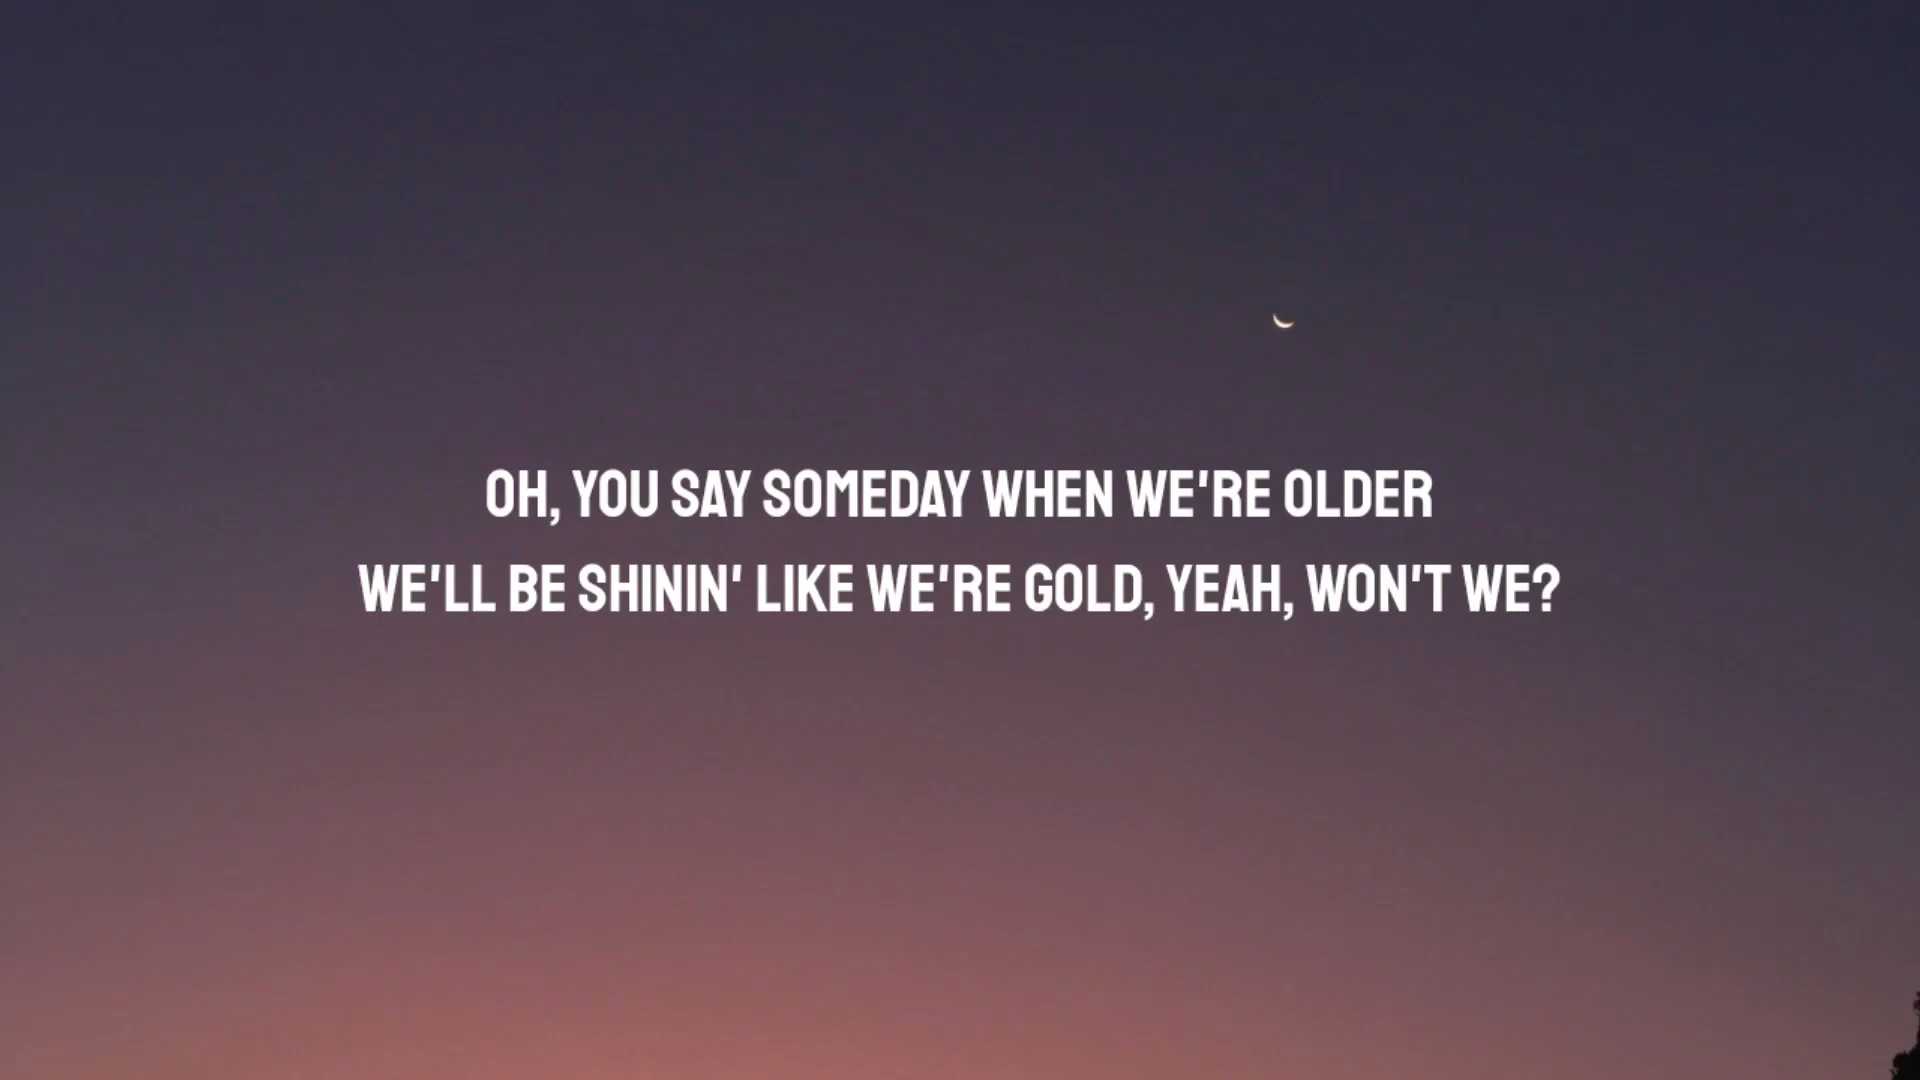 OH, YOU SAY SOMEDAY WHEN WE'RE OLDER
WE'LL BE SHININ' LIKE WE'RE GOLD, YEAH, WON'T WE?